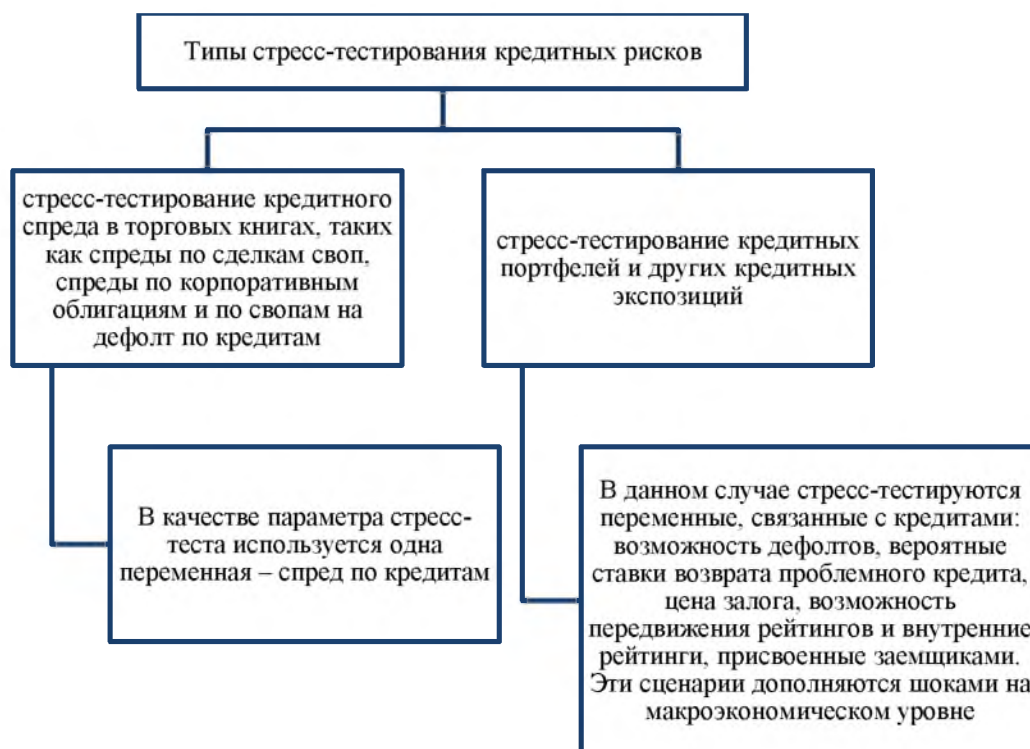 Типы стресс-тестирования кредитных рисков
стресс-тестирование кредитного
спреда в торговых книгах, таких
как спреды по сделкам своп,
спреды по корпоративным
облигациям и по свопам на
дефолт по кредитам
стресс-тестирование кредитных
портфелей и других кредитных
экспозиций
В качестве параметра стресс-
теста используется одна
переменная – спред по кредитам
В данном случае стресс-тестируются
переменные, связанные с кредитами:
возможность дефолтов, вероятные
ставки возврата проблемного кредита,
цена залога, возможность
передвижения рейтингов и внутренние
рейтинги, присвоенные заемщиками.
Эти сценарии дополняются шоками на
макроэкономическом уровне